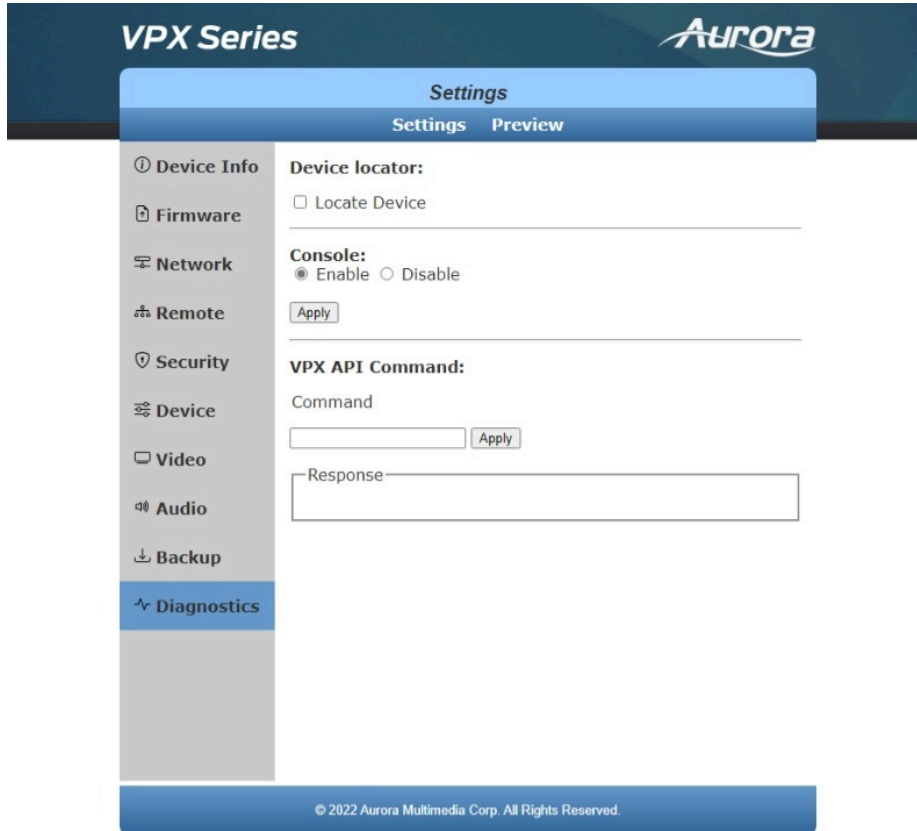 VPX Series
Aurora
Settings
Settings Preview
Device Info
Firmware
Network
Remote
Security
Device
Video
Audio
Backup
Diagnostics
Device locator:
Locate Device
Console:
Enable Disable
Apply
VPX API Command:
Command
Apply
Response
© 2022 Aurora Multimedia Corp. All Rights Reserved.